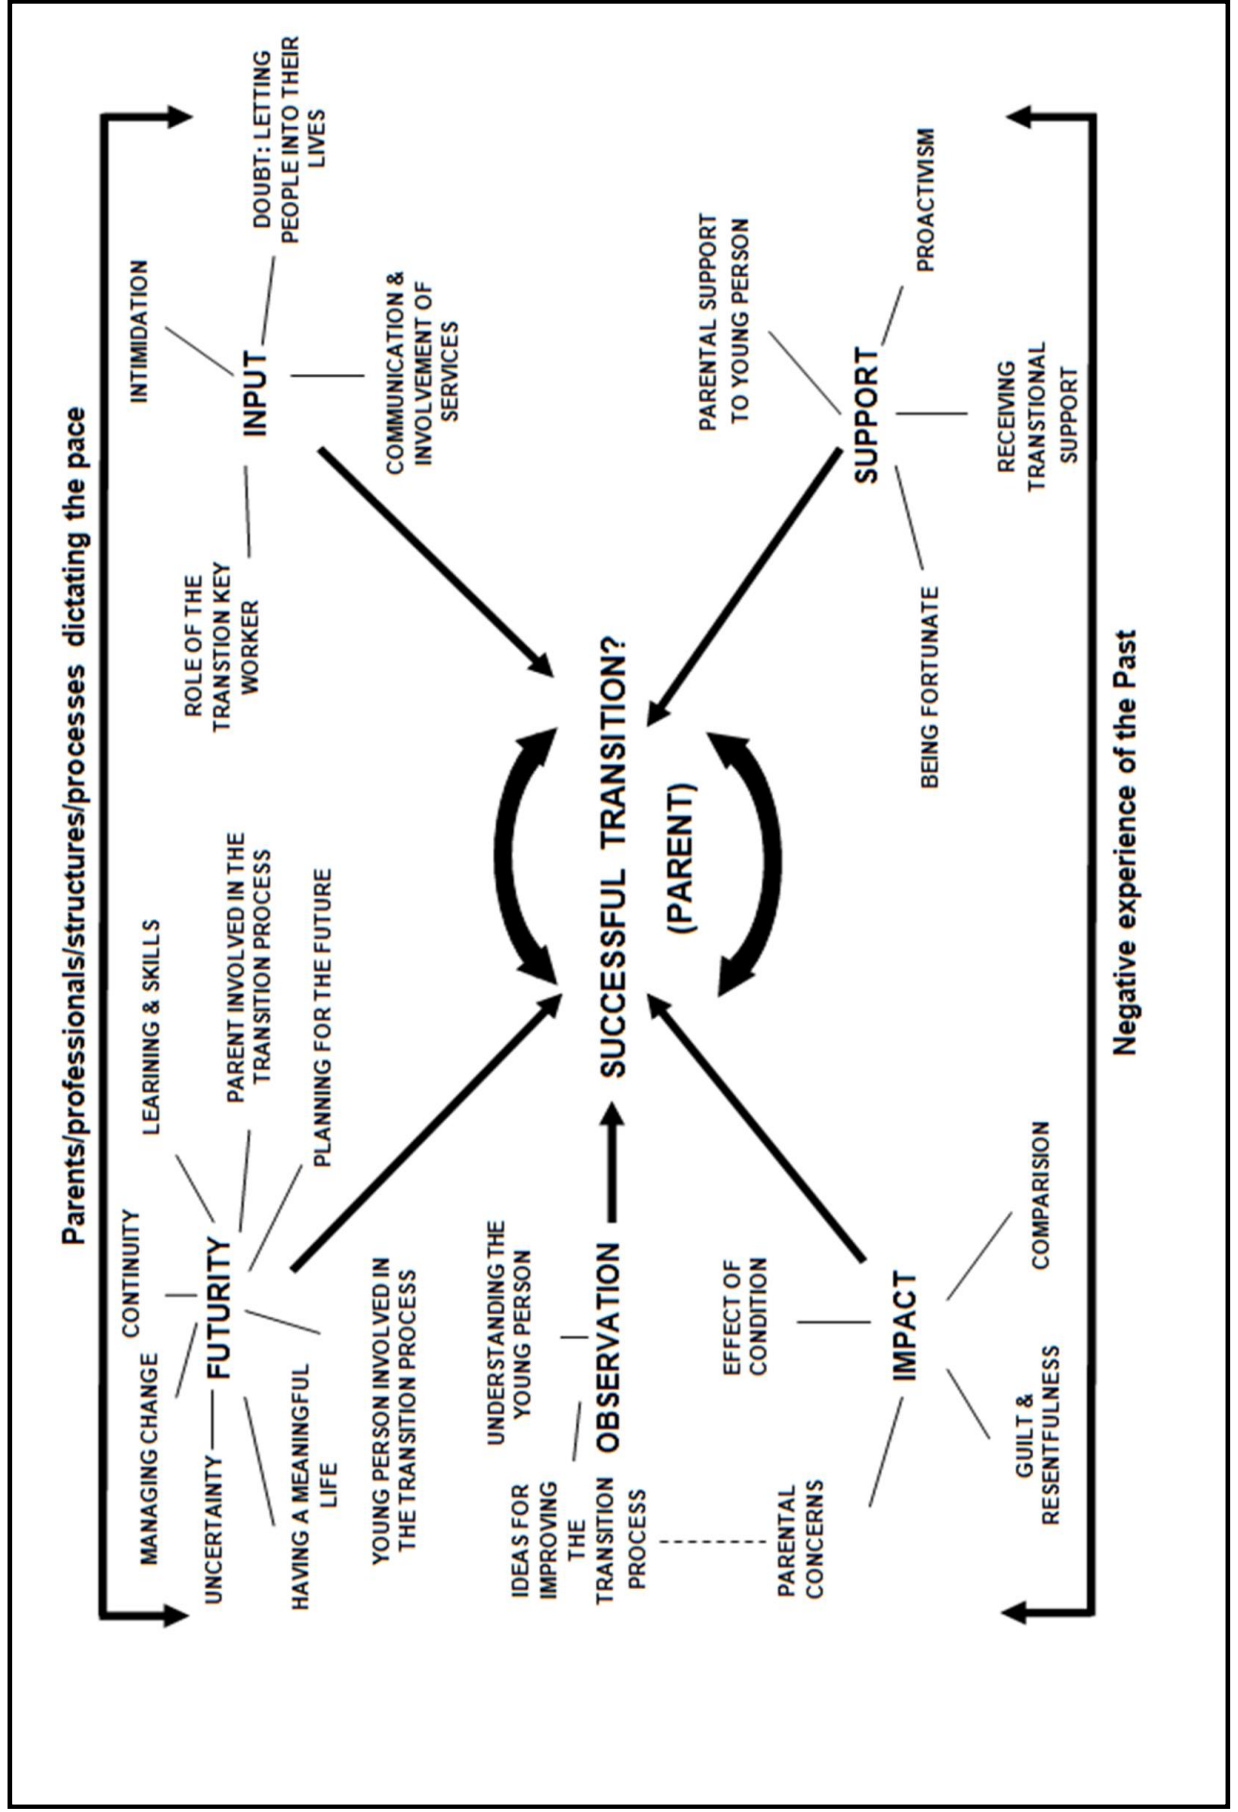 Parents/professionals/structures/processes dictating the pace
CONTINUITY
LEARINING & SKILLS
MANAGING CHANGE
PARENT INVOLVED IN THE
TRANSITION PROCESS
UNCERTAINTY
FUTURITY
PLANNING FOR THE FUTURE
HAVING A MEANINGFUL
LIFE
YOUNG PERSON INVOLVED IN
THE TRANSITION PROCESS
INTIMIDATION
ROLE OF THE
TRANSTION KEY
WORKER
INPUT
DOUBT: LETTING
PEOPLE INTO THEIR
LIVES
COMMUNICATION &
INVOLVEMENT OF
SERVICES
UNDERSTANDING THE
YOUNG PERSON
IDEAS FOR
IMPROVING
THE
TRANSITION
PROCESS
OBSERVATION
SUCCESSFUL TRANSITION?
(PARENT)
EFFECT OF
CONDITION
PARENTAL
CONCERNS
IMPACT
GUILT &
RESENTFULNESS
COMPARISION
PARENTAL SUPPORT
TO YOUNG PERSON
SUPPORT
BEING FORTUNATE
PROACTIVISM
RECEIVING
TRANSTIONAL
SUPPORT
Negative experience of the Past